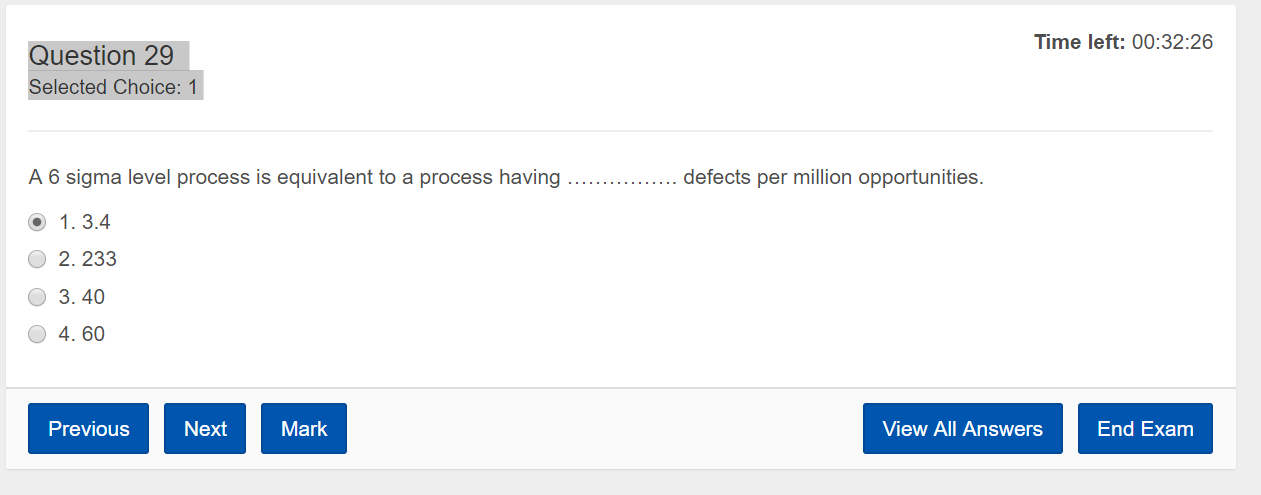 Question 29
Time left: 00:32:26
Selected Choice: 1
A 6 sigma level process is equivalent to a process having ................ defects per million opportunities.
1. 3.4
2. 233
3. 40
4. 60
Previous
Next
Mark
View All Answers
End Exam